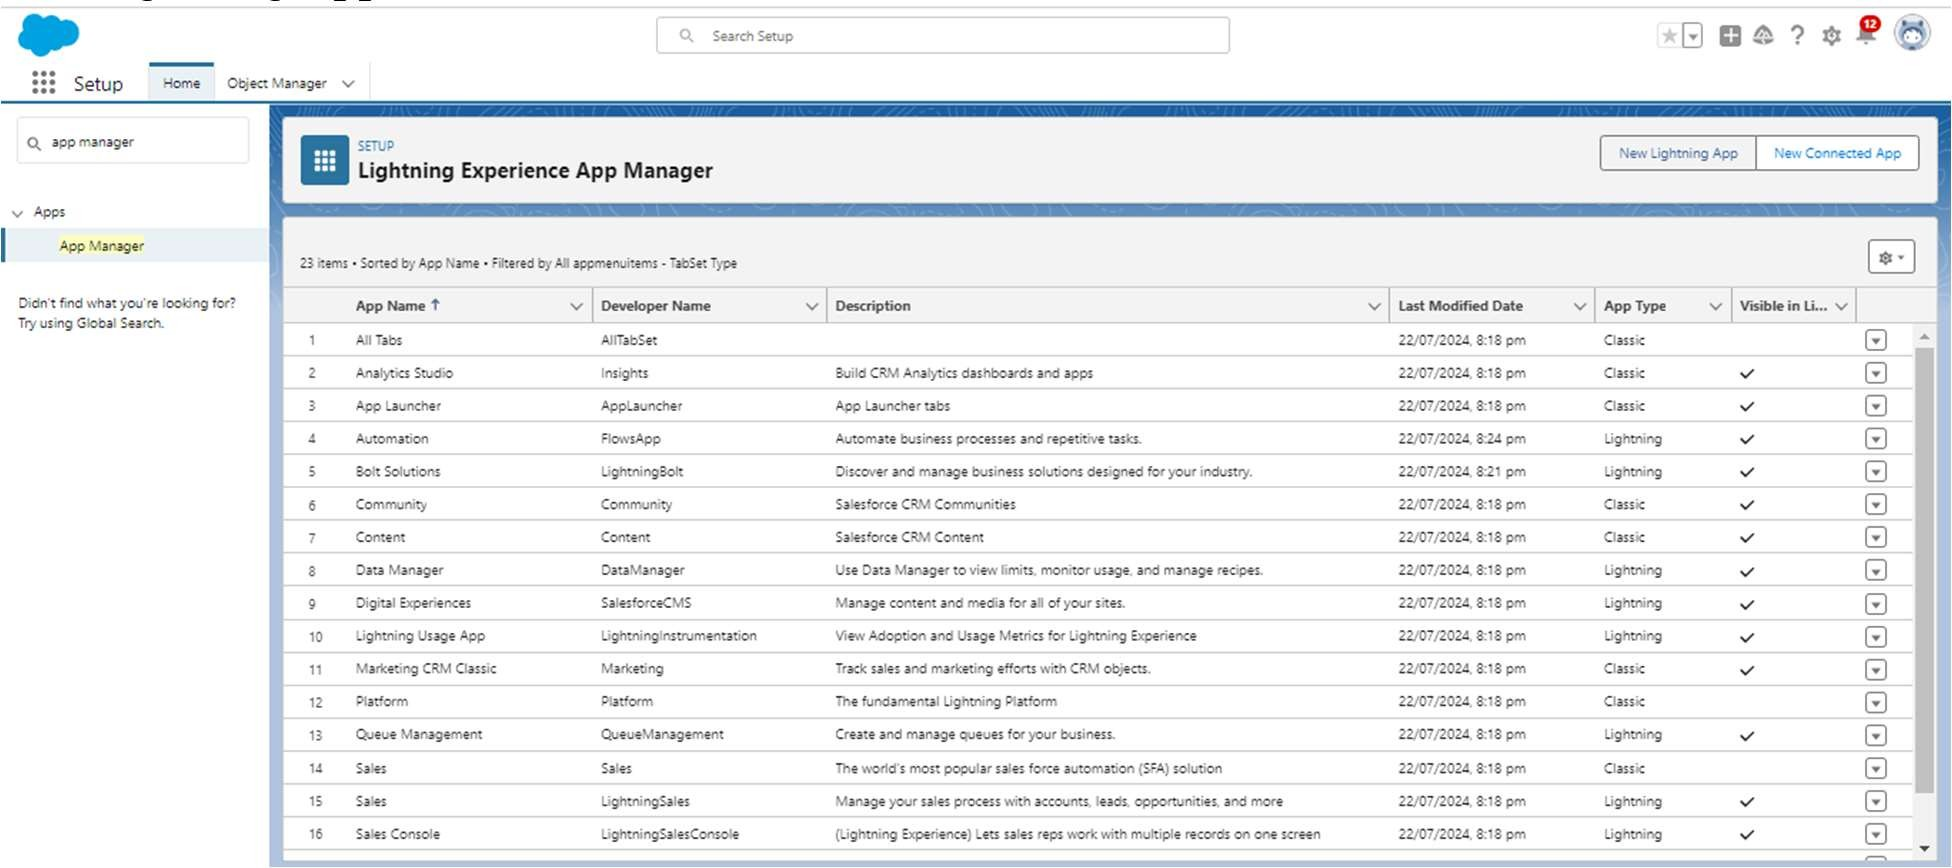 Search Setup
12
Setup
Home
Object Manager
app manager
Apps
App Manager
Didn't find what you're looking for?
Try using Global Search.
SETUP
Lightning Experience App Manager
New Lightning App
New Connected App
23 items • Sorted by App Name • Filtered by All appmenuitems - TabSet Type
App Name ↑ Developer Name Description Last Modified Date App Type Visible in Li...
1 All Tabs AllTabSet 22/07/2024, 8:18 pm Classic
2 Analytics Studio Insights Build CRM Analytics dashboards and apps 22/07/2024, 8:18 pm Classic ✓
3 App Launcher AppLauncher App Launcher tabs 22/07/2024, 8:18 pm Classic ✓
4 Automation FlowsApp Automate business processes and repetitive tasks. 22/07/2024, 8:24 pm Lightning ✓
5 Bolt Solutions LightningBolt Discover and manage business solutions designed for your industry. 22/07/2024, 8:21 pm Lightning ✓
6 Community Community Salesforce CRM Communities 22/07/2024, 8:18 pm Classic ✓
7 Content Content Salesforce CRM Content 22/07/2024, 8:18 pm Classic ✓
8 Data Manager DataManager Use Data Manager to view limits, monitor usage, and manage recipes. 22/07/2024, 8:18 pm Lightning ✓
9 Digital Experiences SalesforceCMS Manage content and media for all of your sites. 22/07/2024, 8:18 pm Lightning ✓
10 Lightning Usage App LightningInstrumentation View Adoption and Usage Metrics for Lightning Experience 22/07/2024, 8:18 pm Lightning ✓
11 Marketing CRM Classic Marketing Track sales and marketing efforts with CRM objects. 22/07/2024, 8:18 pm Classic ✓
12 Platform Platform The fundamental Lightning Platform 22/07/2024, 8:18 pm Classic
13 Queue Management QueueManagement Create and manage queues for your business. 22/07/2024, 8:18 pm Lightning ✓
14 Sales Sales The world's most popular sales force automation (SFA) solution 22/07/2024, 8:18 pm Classic
15 Sales LightningSales Manage your sales process with accounts, leads, opportunities, and more 22/07/2024, 8:18 pm Lightning ✓
16 Sales Console LightningSalesConsole (Lightning Experience) Lets sales reps work with multiple records on one screen 22/07/2024, 8:18 pm Lightning ✓